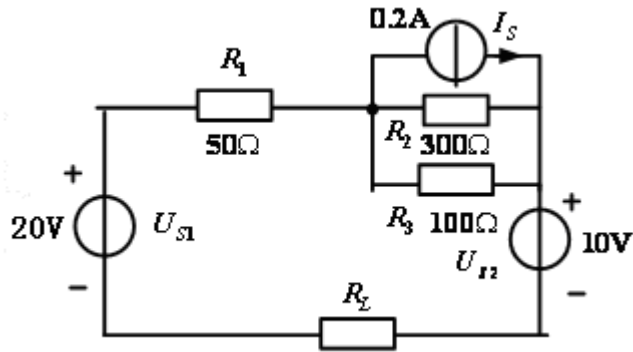 0.2A I_S
R_1
50Ω
R_2 300Ω
R_3 100Ω
+
20V U_S1
-
+
U_S2 10V
-
R_L